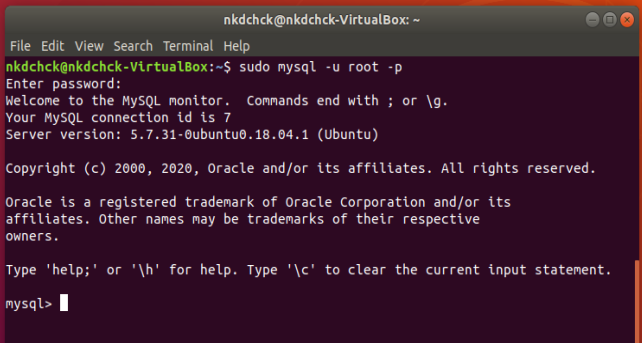 nkdchck@nkdchck-VirtualBox: ~
File Edit View Search Terminal Help
nkdchck@nkdchck-VirtualBox:~$ sudo mysql -u root -p
Enter password:
Welcome to the MySQL monitor.  Commands end with ; or \g.
Your MySQL connection id is 7
Server version: 5.7.31-0ubuntu0.18.04.1 (Ubuntu)
Copyright (c) 2000, 2020, Oracle and/or its affiliates. All rights reserved.
Oracle is a registered trademark of Oracle Corporation and/or its
affiliates. Other names may be trademarks of their respective
owners.
Type 'help;' or '\h' for help. Type '\c' to clear the current input statement.
mysql>